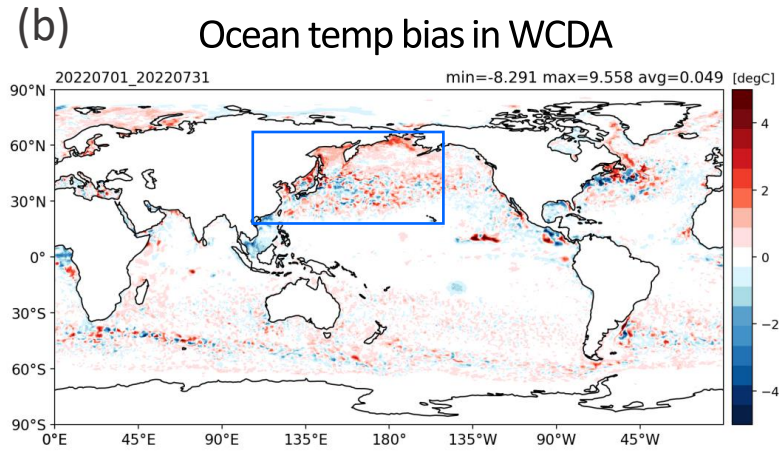 (b)
Ocean temp bias in WCDA
20220701_20220731 min=-8.291 max=9.558 avg=0.049 [degC]
90°N
60°N
30°N
0°
30°S
60°S
90°S
0°E 45°E 90°E 135°E 180° 135°W 90°W 45°W
4
2
0
−2
−4